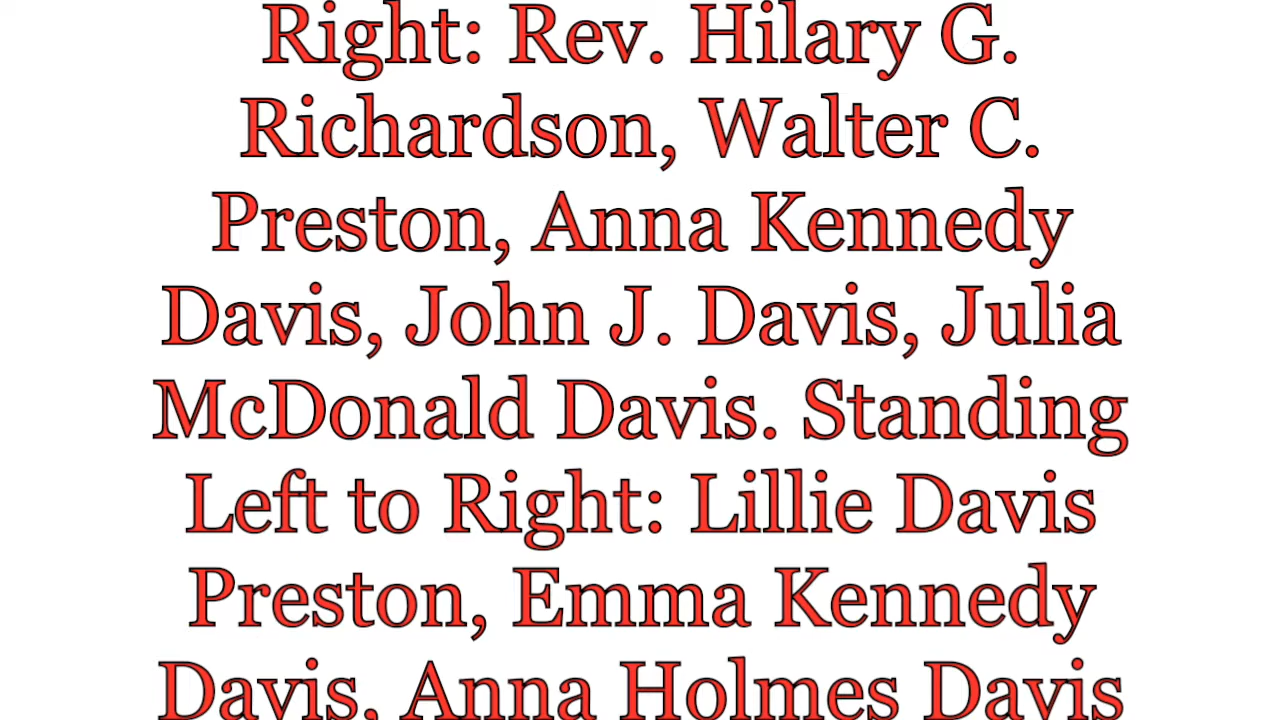 Right: Rev. Hilary G.
Richardson, Walter C.
Preston, Anna Kennedy
Davis, John J. Davis, Julia
McDonald Davis. Standing
Left to Right: Lillie Davis
Preston, Emma Kennedy
Davis, Anna Holmes Davis